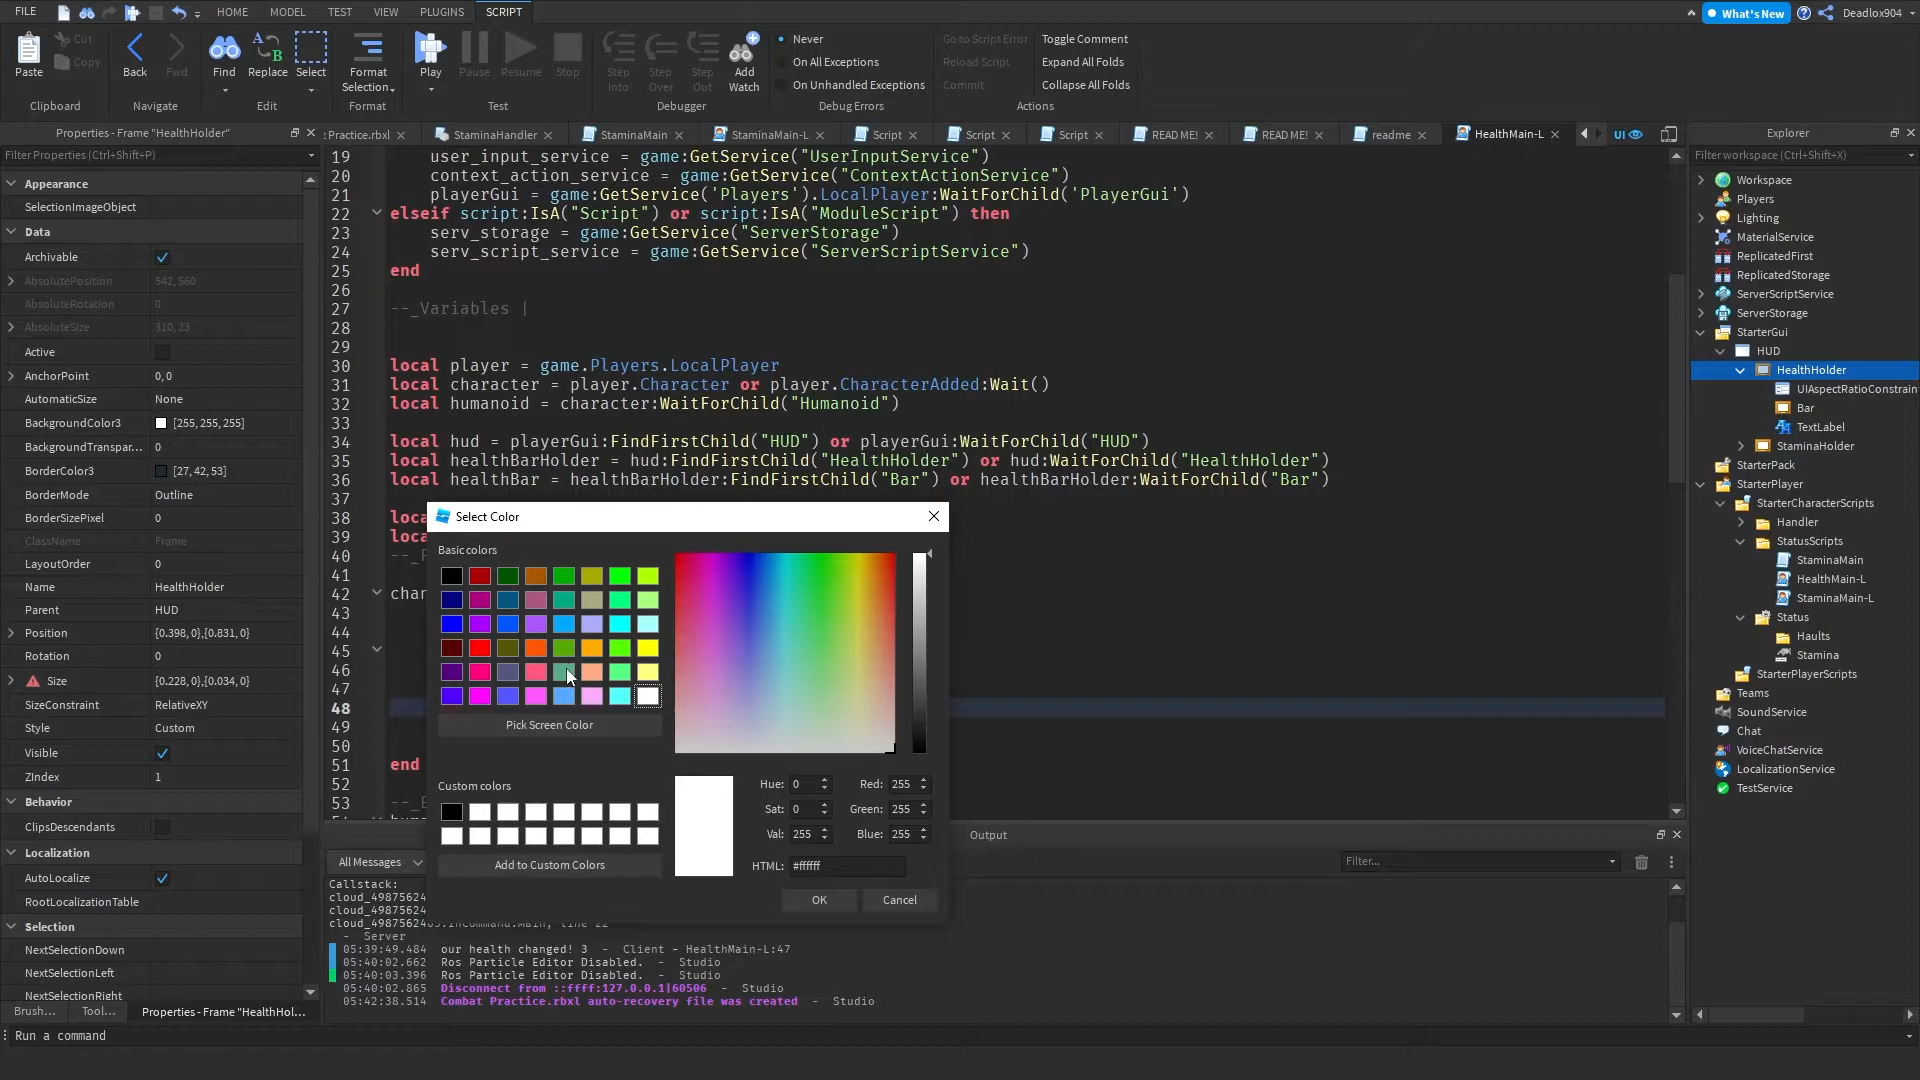 FILE HOME MODEL TEST VIEW PLUGINS SCRIPT What's New Deadlox904
Paste Cut Copy Back Fwd Find Replace Select Format Selection Play Pause Resume Stop Step Into Step Over Step Out Add Watch
Never
On All Exceptions
On Unhandled Exceptions
Go to Script Error
Reload Script
Commit
Toggle Comment
Expand All Folds
Collapse All Folds
Clipboard Navigate Edit Format Test Debugger Debug Errors Actions
Properties - Frame "HealthHolder"
Filter Properties (Ctrl+Shift+P)
Appearance
SelectionImageObject
Data
Archivable
AbsolutePosition 542, 560
AbsoluteRotation 0
AbsoluteSize 310, 23
Active
AnchorPoint 0, 0
AutomaticSize None
BackgroundColor3 [255, 255, 255]
BackgroundTranspar... 0
BorderColor3 [27, 42, 53]
BorderMode Outline
BorderSizePixel 0
ClassName Frame
LayoutOrder 0
Name HealthHolder
Parent HUD
Position {0.398, 0},{0.831, 0}
Rotation 0
Size {0.228, 0},{0.034, 0}
SizeConstraint RelativeXY
Style Custom
Visible
ZIndex 1
Behavior
ClipsDescendants
Localization
AutoLocalize
RootLocalizationTable
Selection
NextSelectionDown
NextSelectionLeft
NextSelectionRight
Brush... Tool... Properties - Frame "HealthHol...
Run a command
: Practice.rbxl StaminaHandler StaminaMain StaminaMain-L Script Script Script READ ME! READ ME! readme HealthMain-L UI
19 user_input_service = game:GetService("UserInputService")
20 context_action_service = game:GetService("ContextActionService")
21 playerGui = game:GetService('Players').LocalPlayer:WaitForChild('PlayerGui')
22 elseif script:IsA("Script") or script:IsA("ModuleScript") then
23 serv_storage = game:GetService("ServerStorage")
24 serv_script_service = game:GetService("ServerScriptService")
25 end
26
27 --_Variables |
28
29
30 local player = game.Players.LocalPlayer
31 local character = player.Character or player.CharacterAdded:Wait()
32 local humanoid = character:WaitForChild("Humanoid")
33
34 local hud = playerGui:FindFirstChild("HUD") or playerGui:WaitForChild("HUD")
35 local healthBarHolder = hud:FindFirstChild("HealthHolder") or hud:WaitForChild("HealthHolder")
36 local healthBar = healthBarHolder:FindFirstChild("Bar") or healthBarHolder:WaitForChild("Bar")
37
38 loca
39 loca
40
41
42 char
43
44
45
46
47
48
49
50
51 end
52
53
Select Color
Basic colors
Pick Screen Color
Custom colors
Add to Custom Colors
Hue: 0 Red: 255
Sat: 0 Green: 255
Val: 255 Blue: 255
HTML: #ffffff
OK Cancel
Output
All Messages Filter...
Callstack:
cloud_49875624
cloud_49875624
- Server
05:39:49.484 our health changed! 3 - Client - HealthMain-L:47
05:40:02.662 Ros Particle Editor Disabled. - Studio
05:40:03.396 Ros Particle Editor Disabled. - Studio
05:40:02.865 Disconnect from ::ffff:127.0.0.1|60506 - Studio
05:42:38.514 Combat Practice.rbxl auto-recovery file was created - Studio
Explorer
Filter workspace (Ctrl+Shift+X)
Workspace
Players
Lighting
MaterialService
ReplicatedFirst
ReplicatedStorage
ServerScriptService
ServerStorage
StarterGui
HUD
HealthHolder
UIAspectRatioConstrain
Bar
TextLabel
StaminaHolder
StarterPack
StarterPlayer
StarterCharacterScripts
Handler
StatusScripts
StaminaMain
HealthMain-L
StaminaMain-L
Status
Haults
Stamina
StarterPlayerScripts
Teams
SoundService
Chat
VoiceChatService
LocalizationService
TestService